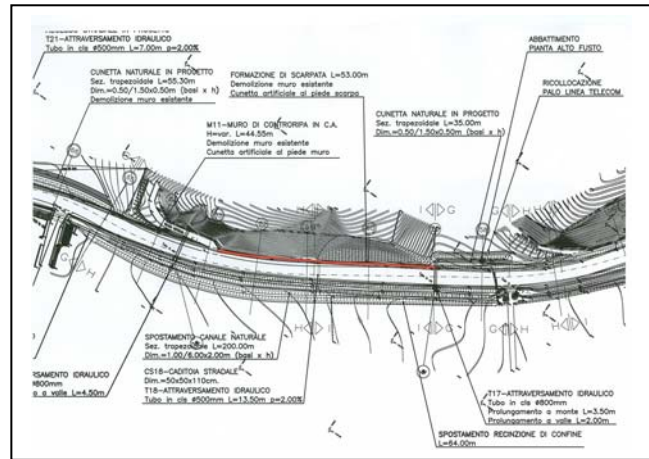 T21-ATTRAVERSAMENTO IDRAULICO
Tubo in cls ø500mm L=7.00m p=2.00%
CUNETTA NATURALE IN PROGETTO
Sez. trapezoidale L=55.30m
Dim.=0.50/1.50x0.50m (basi x h)
Demolizione muro esistente
M11-MURO DI CONTRORIPA IN C.A.
H=var. L=44.55m
Demolizione muro esistente
Cunetta artificiale al piede muro
FORMAZIONE DI SCARPATA L=53.00m
Demolizione muro esistente
Cunetta artificiale al piede scarpa
CUNETTA NATURALE IN PROGETTO
Sez. trapezoidale L=35.00m
Dim.=0.50/1.50x0.50m (basi x h)
ABBATTIMENTO
PIANTA ALTO FUSTO
RICOLLOCAZIONE
PALO LINEA TELECOM
I G
I G
H
G H
H I
I G
G H
H I
SPOSTAMENTO CANALE NATURALE
Sez. trapezoidale L=200.00m
Dim.=1.00/6.00x2.00m (basi x h)
CS18-CADITOIA STRADALE
Dim.=50x50x110cm.
T18-ATTRAVERSAMENTO IDRAULICO
Tubo in cls ø500mm L=13.50m p=2.00%
RSAMENTO IDRAULICO
ø800mm
o a valle L=4.50m
T17-ATTRAVERSAMENTO IDRAULICO
Tubo in cls ø800mm
Prolungamento a monte L=3.50m
Prolungamento a valle L=2.00m
SPOSTAMENTO RECINZIONE DI CONFINE
L=64.00m